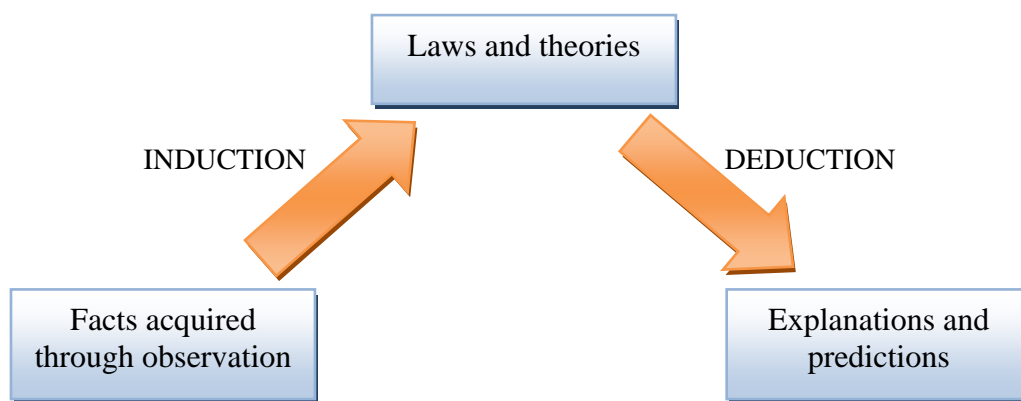 Laws and theories
INDUCTION
DEDUCTION
Facts acquired
through observation
Explanations and
predictions